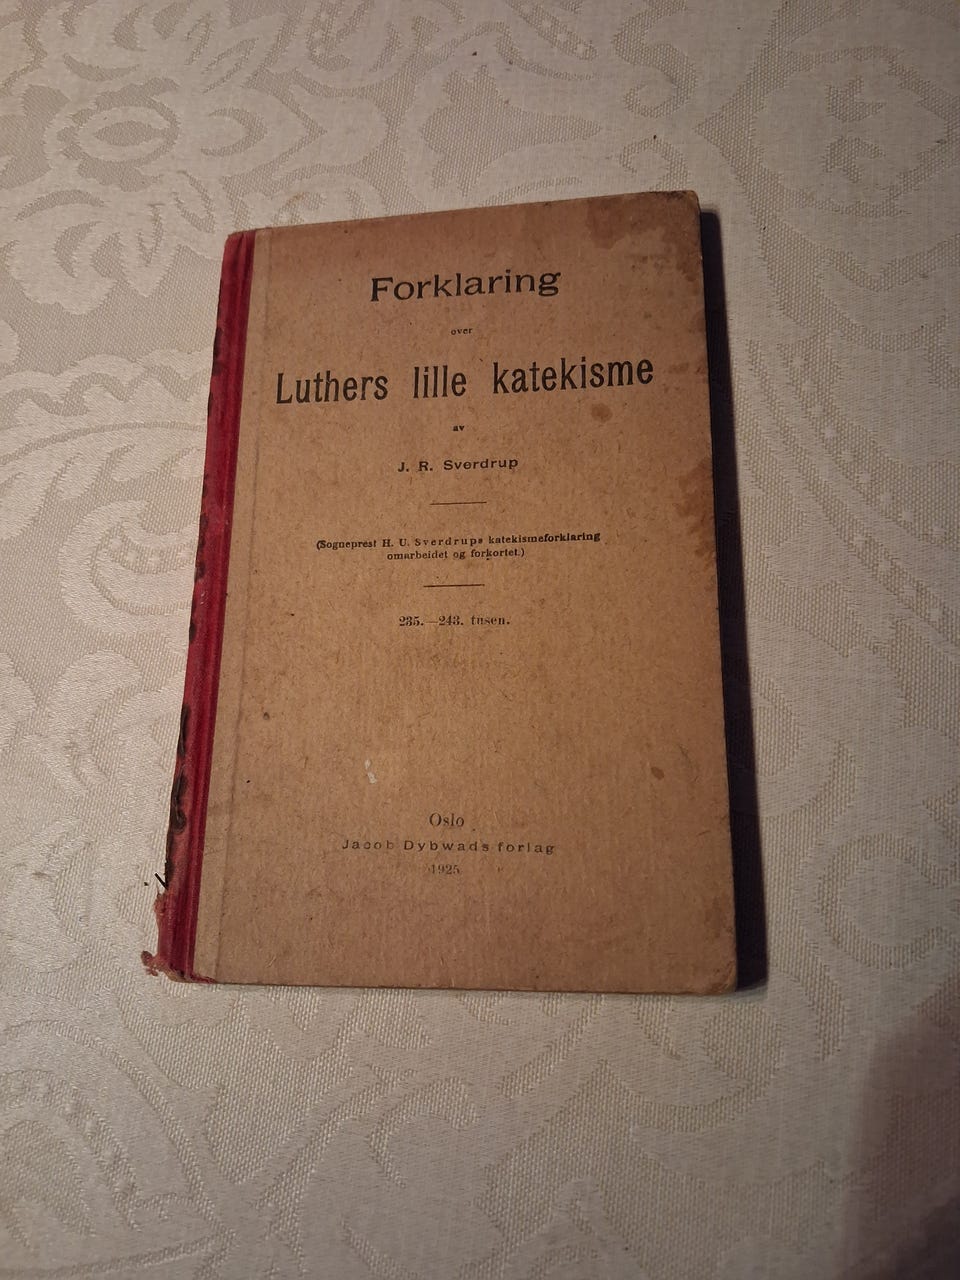 Forklaring
over
Luthers lille katekisme
av
J. R. Sverdrup
(Sogneprest H. U. Sverdrups katekismeforklaring
omarbeidet og forkortet.)
235.—243. tusen.
Oslo
Jacob Dybwads forlag
1925